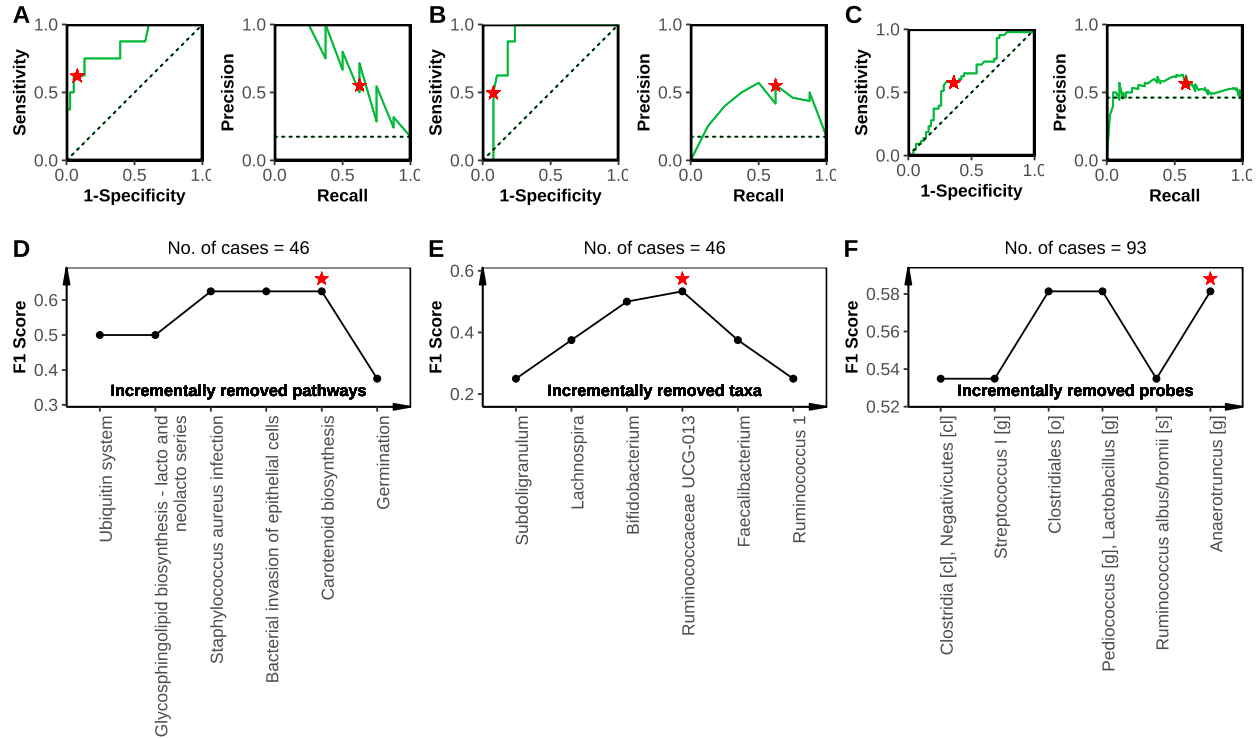 A
Sensitivity
1.0
0.5
0.0
0.0
0.5
1.0
1-Specificity
Precision
1.0
0.5
0.0
0.0
0.5
1.0
Recall
B
Sensitivity
1.0
0.5
0.0
0.0
0.5
1.0
1-Specificity
Precision
1.0
0.5
0.0
0.0
0.5
1.0
Recall
C
Sensitivity
1.0
0.5
0.0
0.0
0.5
1.0
1-Specificity
Precision
1.0
0.5
0.0
0.0
0.5
1.0
Recall
D
No. of cases = 46
F1 Score
0.6
0.5
0.4
0.3
Incrementally removed pathways
Ubiquitin system
Glycosphingolipid biosynthesis - lacto and
neolacto series
Staphylococcus aureus infection
Bacterial invasion of epithelial cells
Carotenoid biosynthesis
Germination
E
No. of cases = 46
F1 Score
0.6
0.4
0.2
Incrementally removed taxa
Subdoligranulum
Lachnospira
Bifidobacterium
Ruminococcaceae UCG-013
Faecalibacterium
Ruminococcus 1
F
No. of cases = 93
F1 Score
0.58
0.56
0.54
0.52
Incrementally removed probes
Clostridia [cl], Negativicutes [cl]
Streptococcus I [g]
Clostridiales [o]
Pediococcus [g], Lactobacillus [g]
Ruminococcus albus/bromii [s]
Anaerotruncus [g]